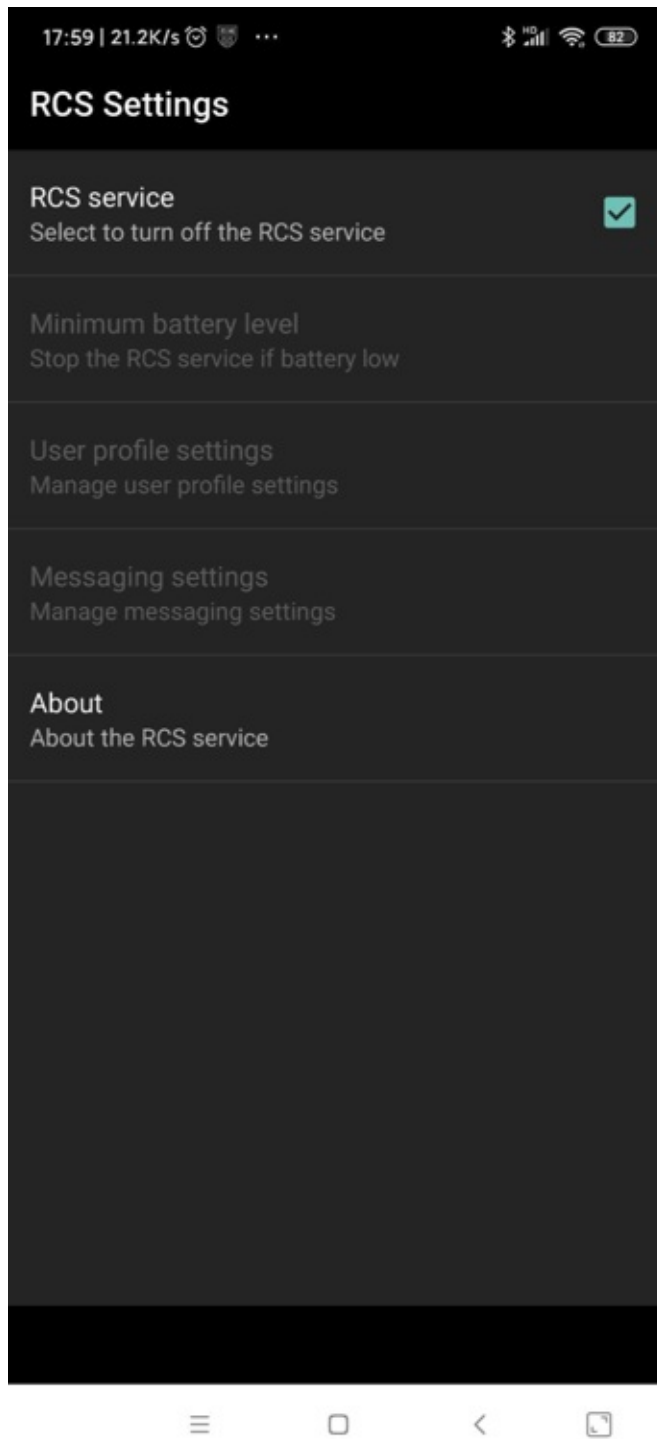 17:59 | 21.2K/s ... HD 82
RCS Settings
RCS service
Select to turn off the RCS service
Minimum battery level
Stop the RCS service if battery low
User profile settings
Manage user profile settings
Messaging settings
Manage messaging settings
About
About the RCS service